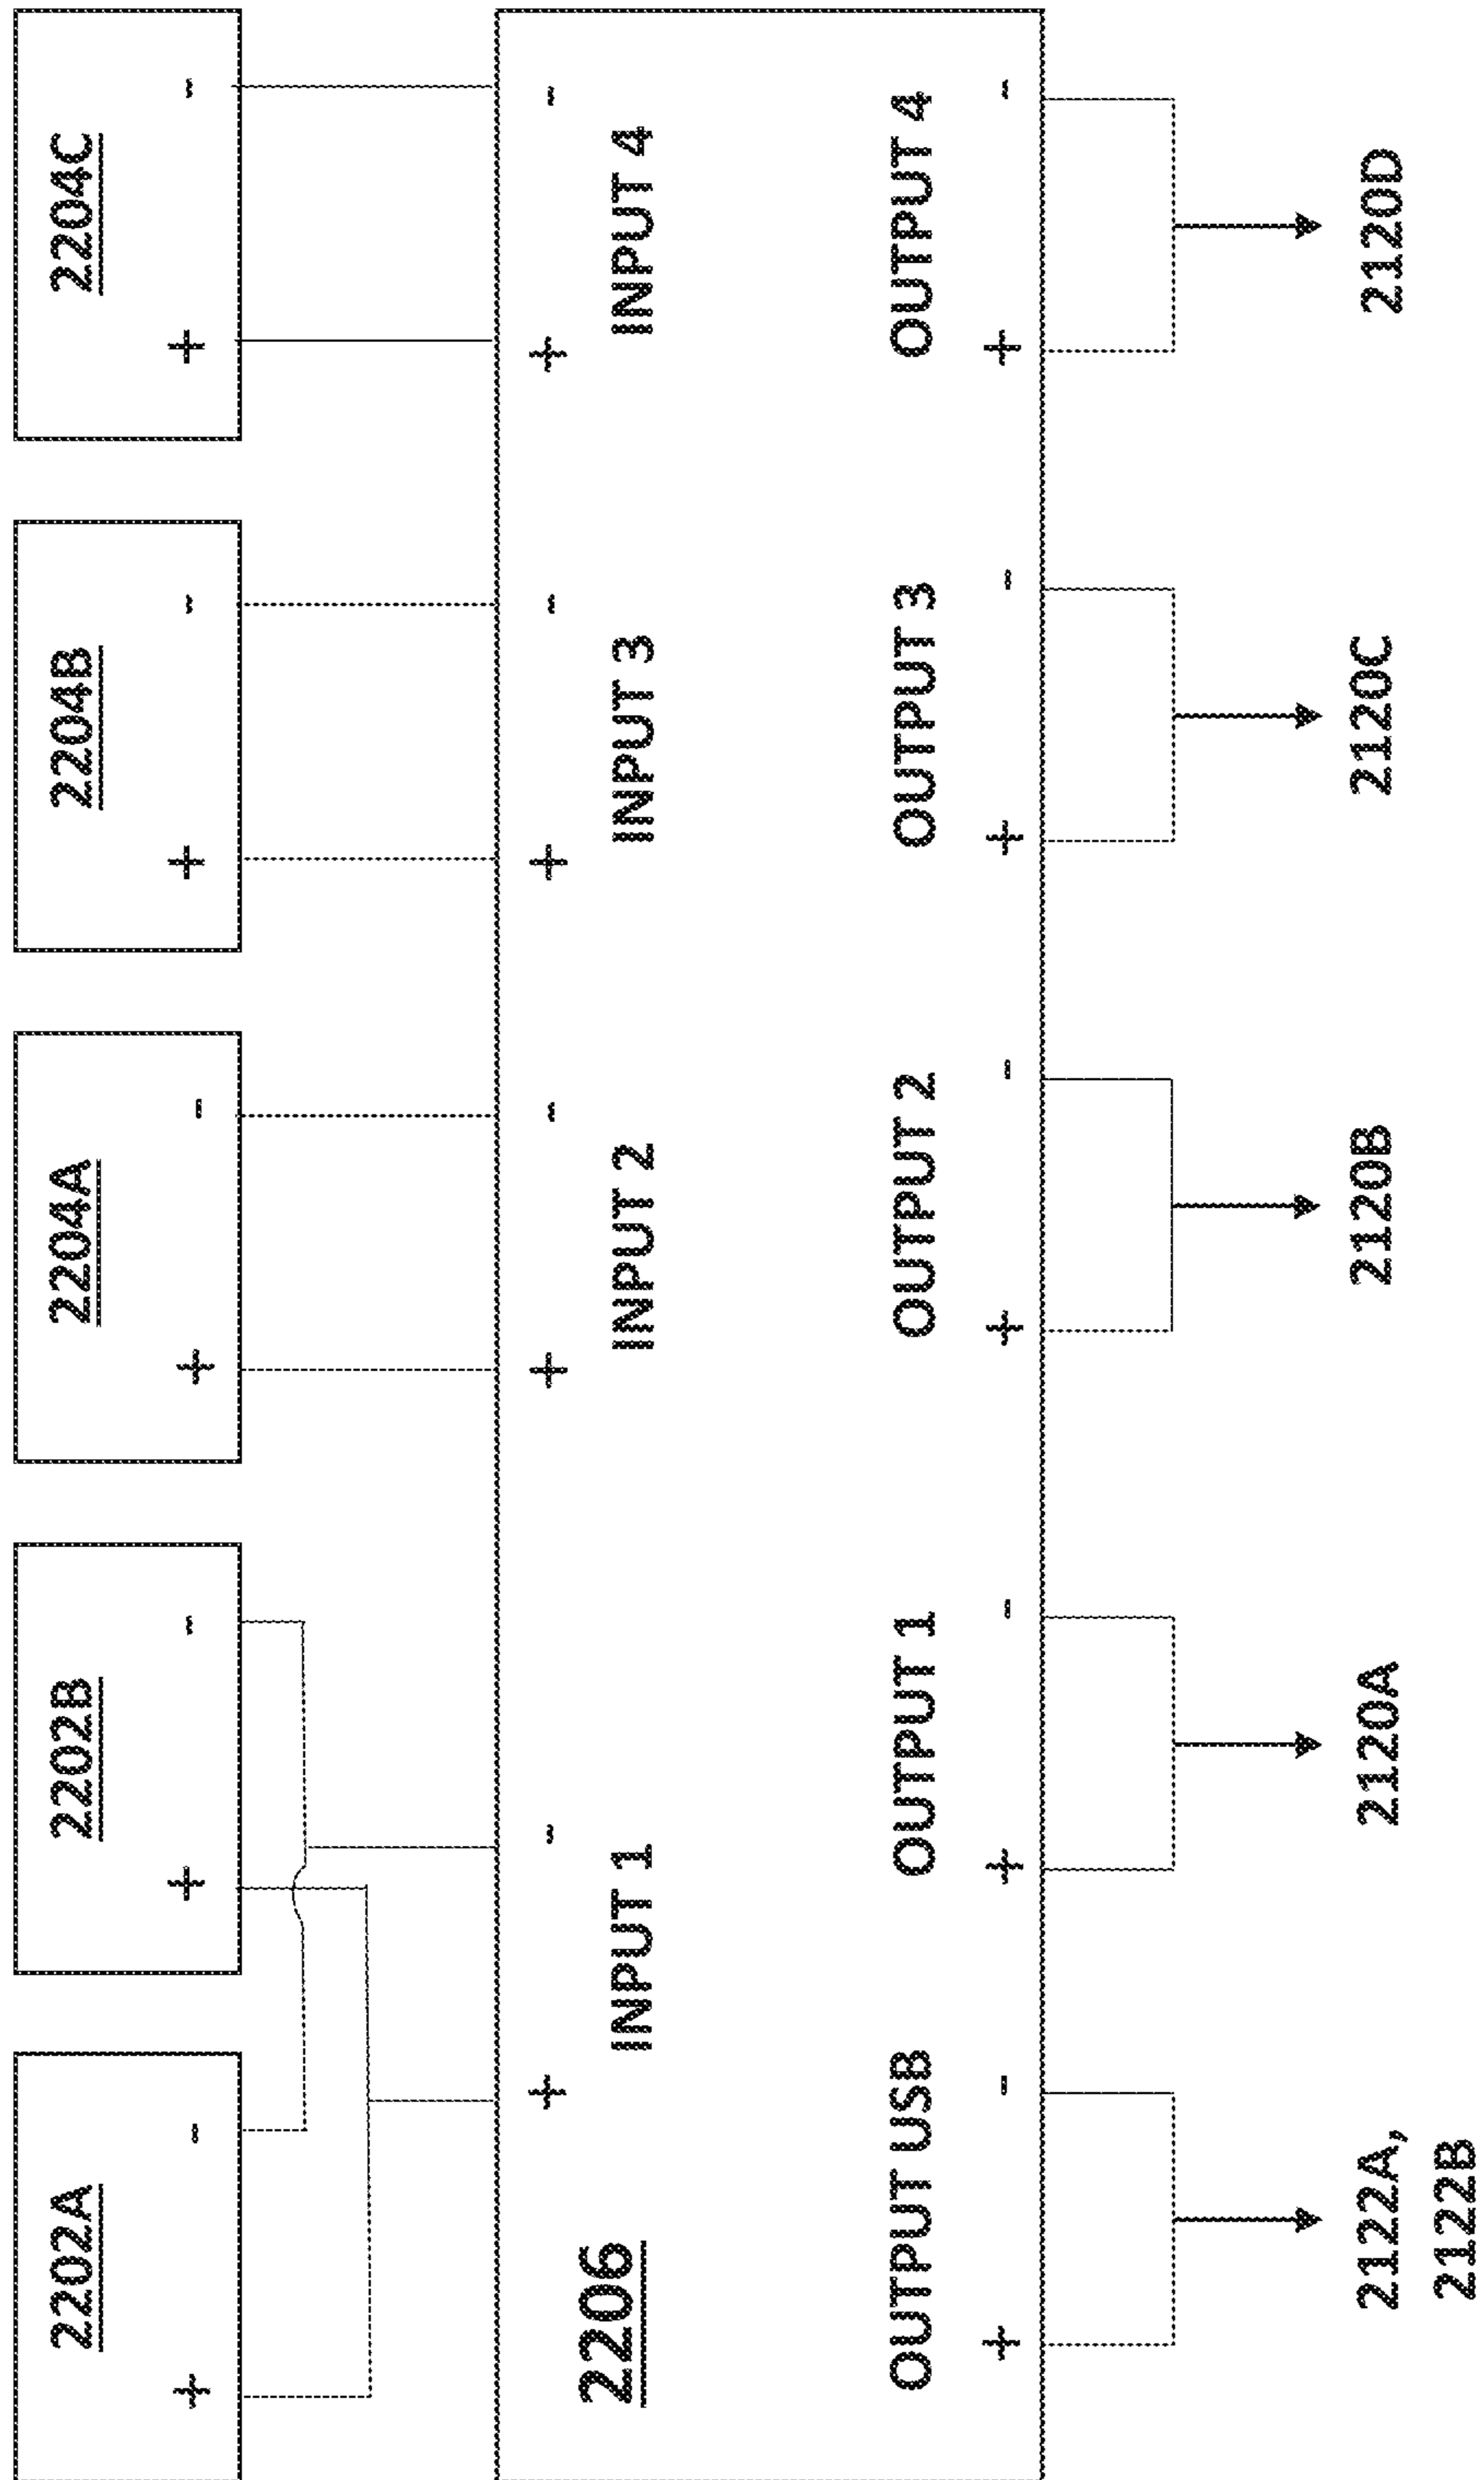 2202A
2202B
2204A
2204B
2204C
+ -
+ -
+ -
+ -
+ -
+ -
+ -
+ -
+ -
INPUT 1
INPUT 2
INPUT 3
INPUT 4
2206
OUTPUT USB
OUTPUT 1
OUTPUT 2
OUTPUT 3
OUTPUT 4
+ -
+ -
+ -
+ -
+ -
2122A,
2122B
2120A
2120B
2120C
2120D